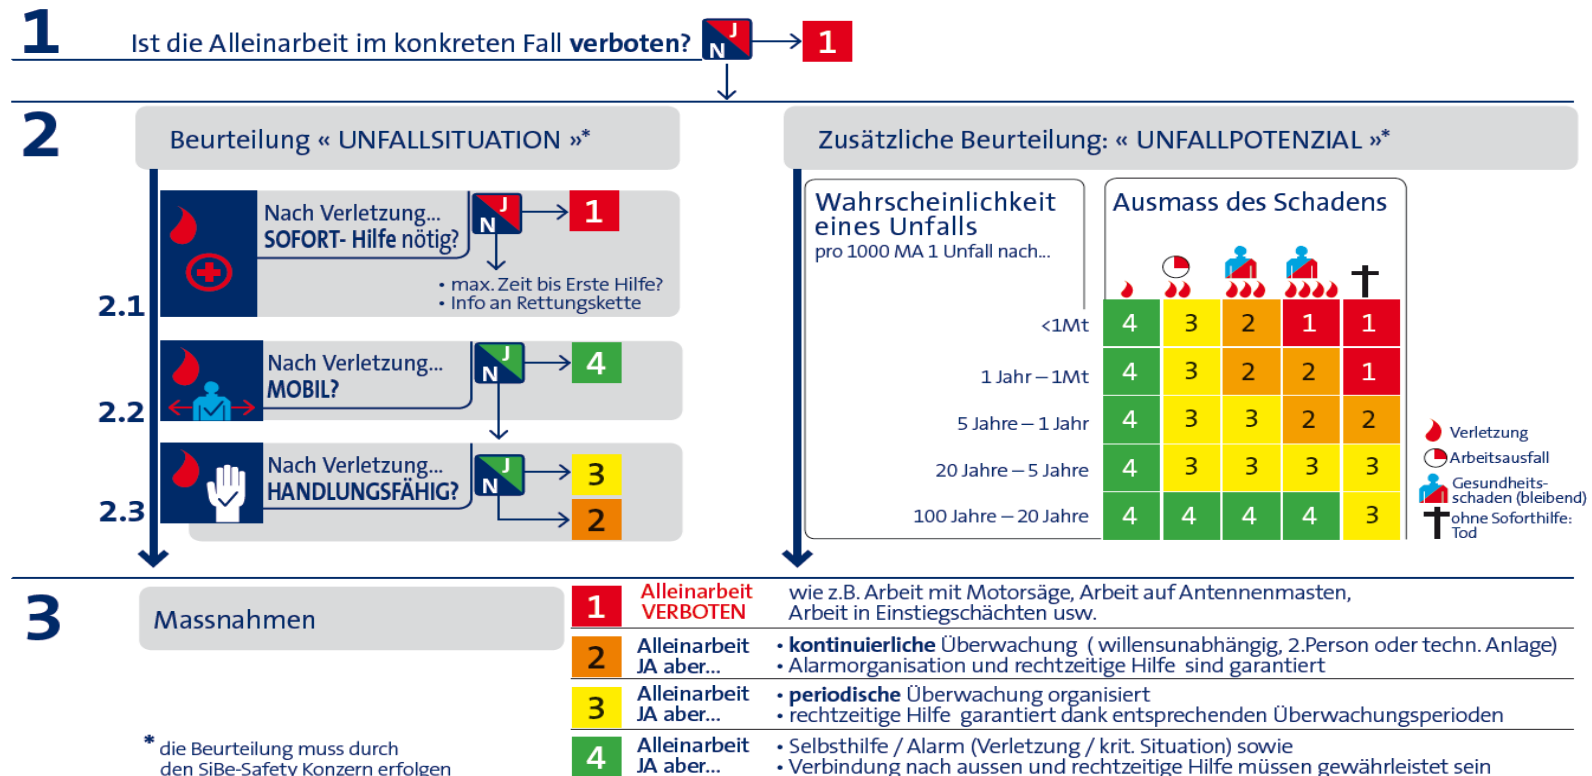 1
Ist die Alleinarbeit im konkreten Fall verboten?
J
N
1
2
Beurteilung « UNFALLSITUATION »*
Nach Verletzung...
SOFORT- Hilfe nötig?
J
N
1
• max. Zeit bis Erste Hilfe?
• Info an Rettungskette
2.1
Nach Verletzung...
MOBIL?
J
N
4
2.2
Nach Verletzung...
HANDLUNGSFÄHIG?
J
N
3
2
2.3
Zusätzliche Beurteilung: « UNFALLPOTENZIAL »*
Wahrscheinlichkeit
eines Unfalls
pro 1000 MA 1 Unfall nach...
Ausmass des Schadens
<1Mt 4 3 2 1 1
1 Jahr – 1Mt 4 3 2 2 1
5 Jahre – 1 Jahr 4 3 3 2 2
20 Jahre – 5 Jahre 4 3 3 3 3
100 Jahre – 20 Jahre 4 4 4 4 3
Verletzung
Arbeitsausfall
Gesundheits-
schaden (bleibend)
ohne Soforthilfe:
Tod
3
Massnahmen
1
Alleinarbeit
VERBOTEN
wie z.B. Arbeit mit Motorsäge, Arbeit auf Antennenmasten,
Arbeit in Einstiegschächten usw.
2
Alleinarbeit
JA aber...
• kontinuierliche Überwachung ( willensunabhängig, 2.Person oder techn. Anlage)
• Alarmorganisation und rechtzeitige Hilfe sind garantiert
3
Alleinarbeit
JA aber...
• periodische Überwachung organisiert
• rechtzeitige Hilfe garantiert dank entsprechenden Überwachungsperioden
4
Alleinarbeit
JA aber...
• Selbsthilfe / Alarm (Verletzung / krit. Situation) sowie
• Verbindung nach aussen und rechtzeitige Hilfe müssen gewährleistet sein
* die Beurteilung muss durch
den SiBe-Safety Konzern erfolgen